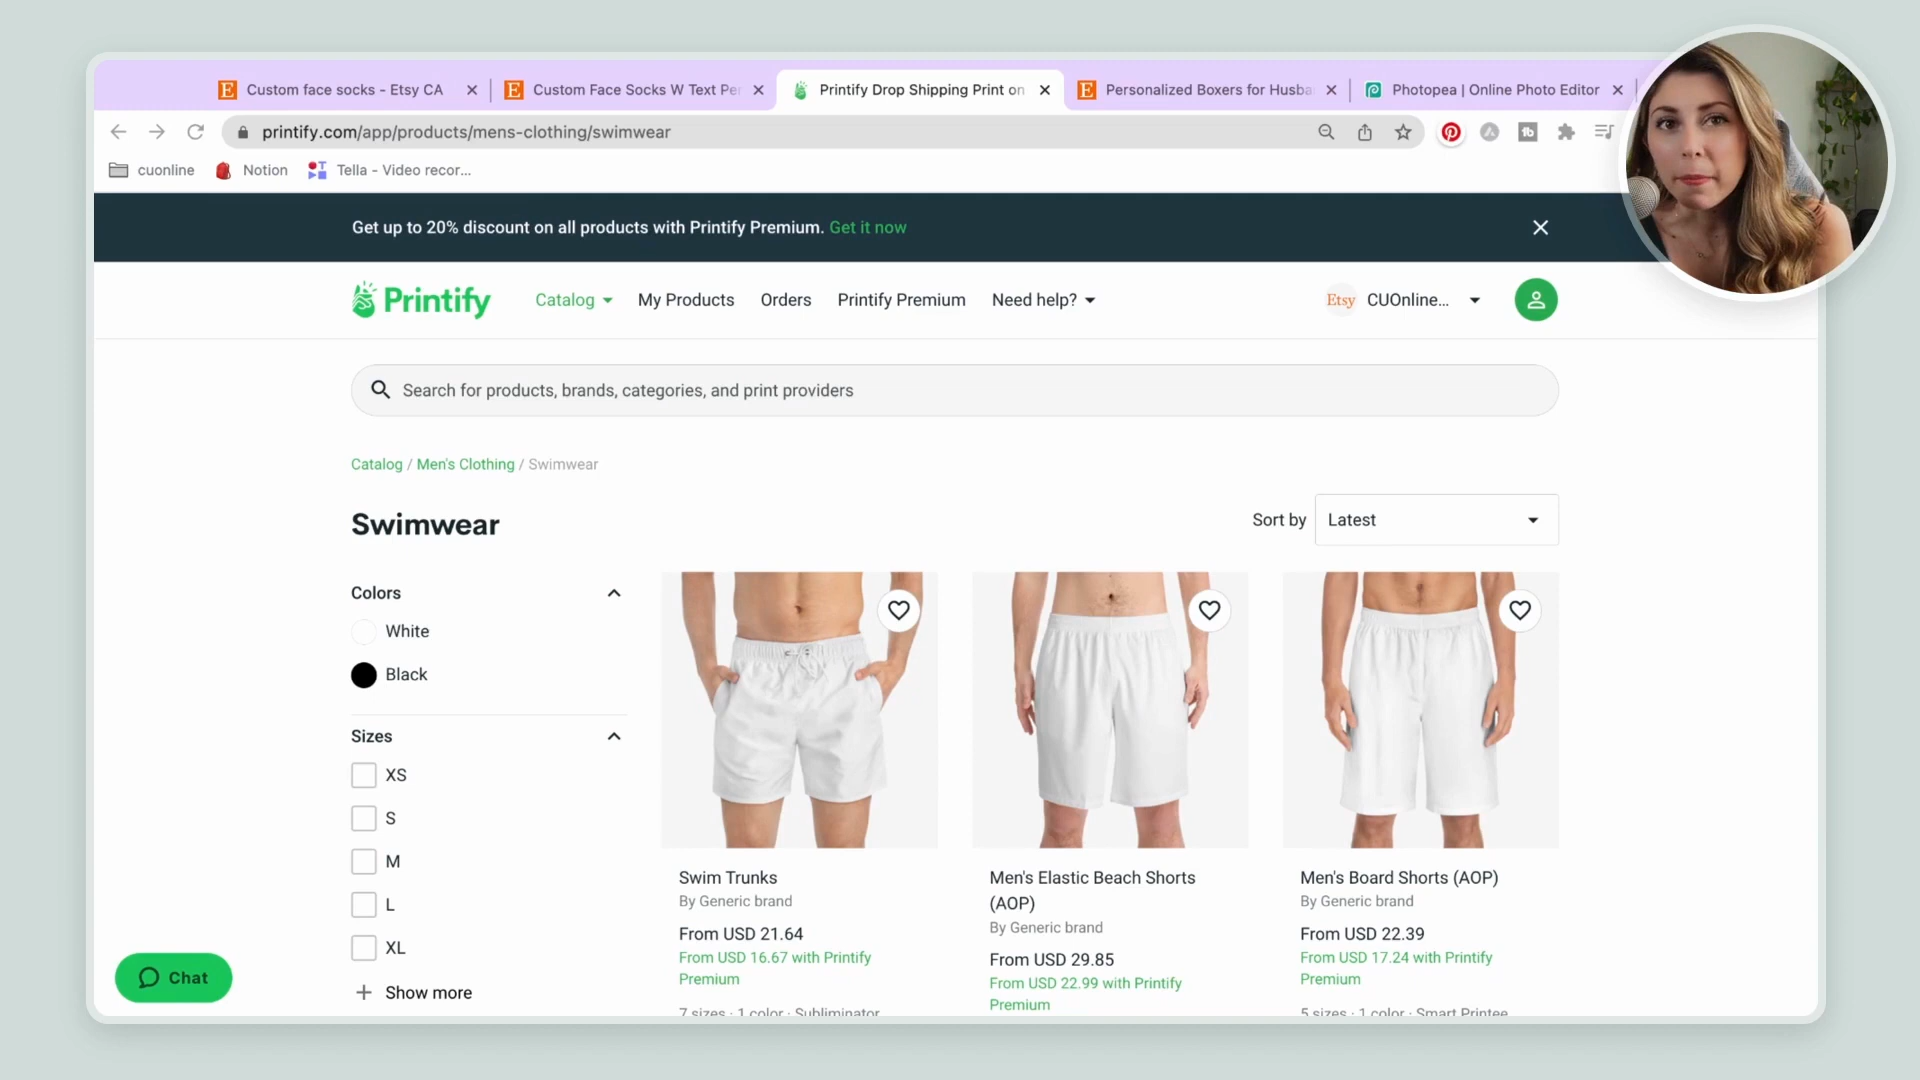 Custom face socks - Etsy CA
Custom Face Socks W Text Per
Printify Drop Shipping Print on
Personalized Boxers for Husba
Photopea | Online Photo Editor
printify.com/app/products/mens-clothing/swimwear
cuonline
Notion
Tella - Video recor...
Get up to 20% discount on all products with Printify Premium. Get it now
Printify
Catalog
My Products
Orders
Printify Premium
Need help?
Etsy CUOnline...
Search for products, brands, categories, and print providers
Catalog / Men's Clothing / Swimwear
Swimwear
Sort by
Latest
Colors
White
Black
Sizes
XS
S
M
L
XL
Show more
Chat
Swim Trunks
By Generic brand
From USD 21.64
From USD 16.67 with Printify
Premium
7 sizes · 1 color · Subliminator
Men's Elastic Beach Shorts
(AOP)
By Generic brand
From USD 29.85
From USD 22.99 with Printify
Premium
Men's Board Shorts (AOP)
By Generic brand
From USD 22.39
From USD 17.24 with Printify
Premium
5 sizes · 1 color · Smart Printee